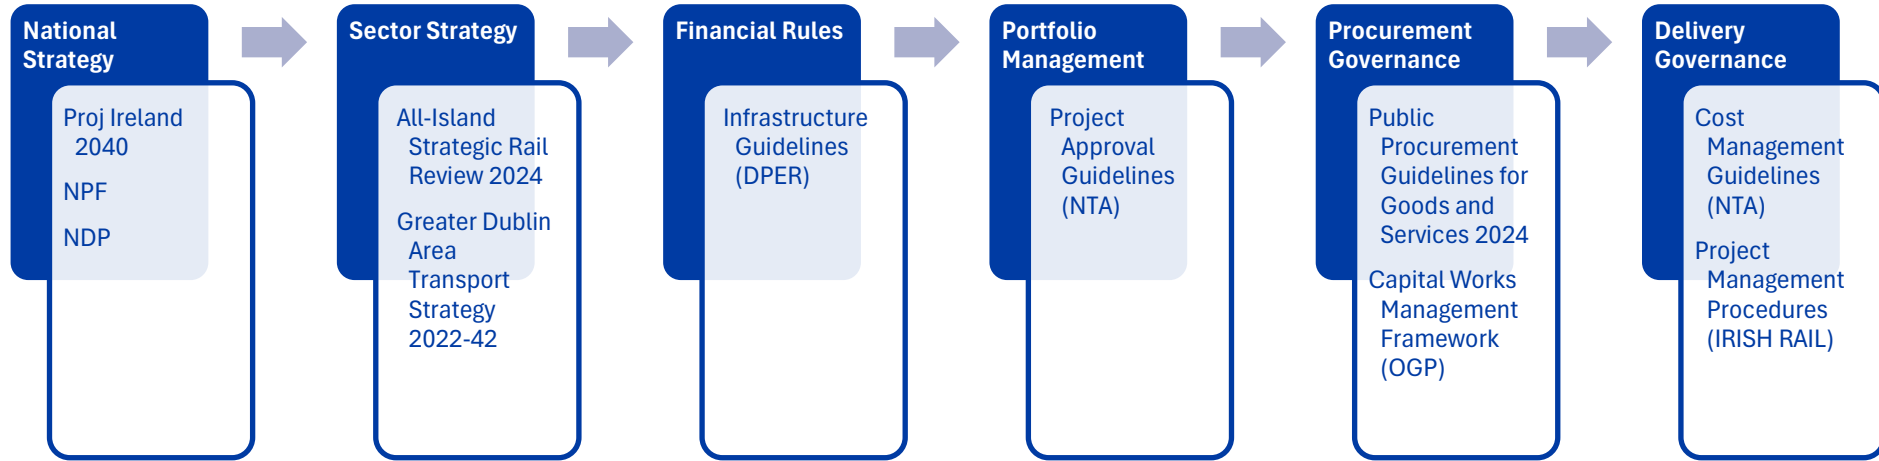 National
Strategy
Proj Ireland
2040
NPF
NDP
Sector Strategy
All-Island
Strategic Rail
Review 2024
Greater Dublin
Area
Transport
Strategy
2022-42
Financial Rules
Infrastructure
Guidelines
(DPER)
Portfolio
Management
Project
Approval
Guidelines
(NTA)
Procurement
Governance
Public
Procurement
Guidelines for
Goods and
Services 2024
Capital Works
Management
Framework
(OGP)
Delivery
Governance
Cost
Management
Guidelines
(NTA)
Project
Management
Procedures
(IRISH RAIL)